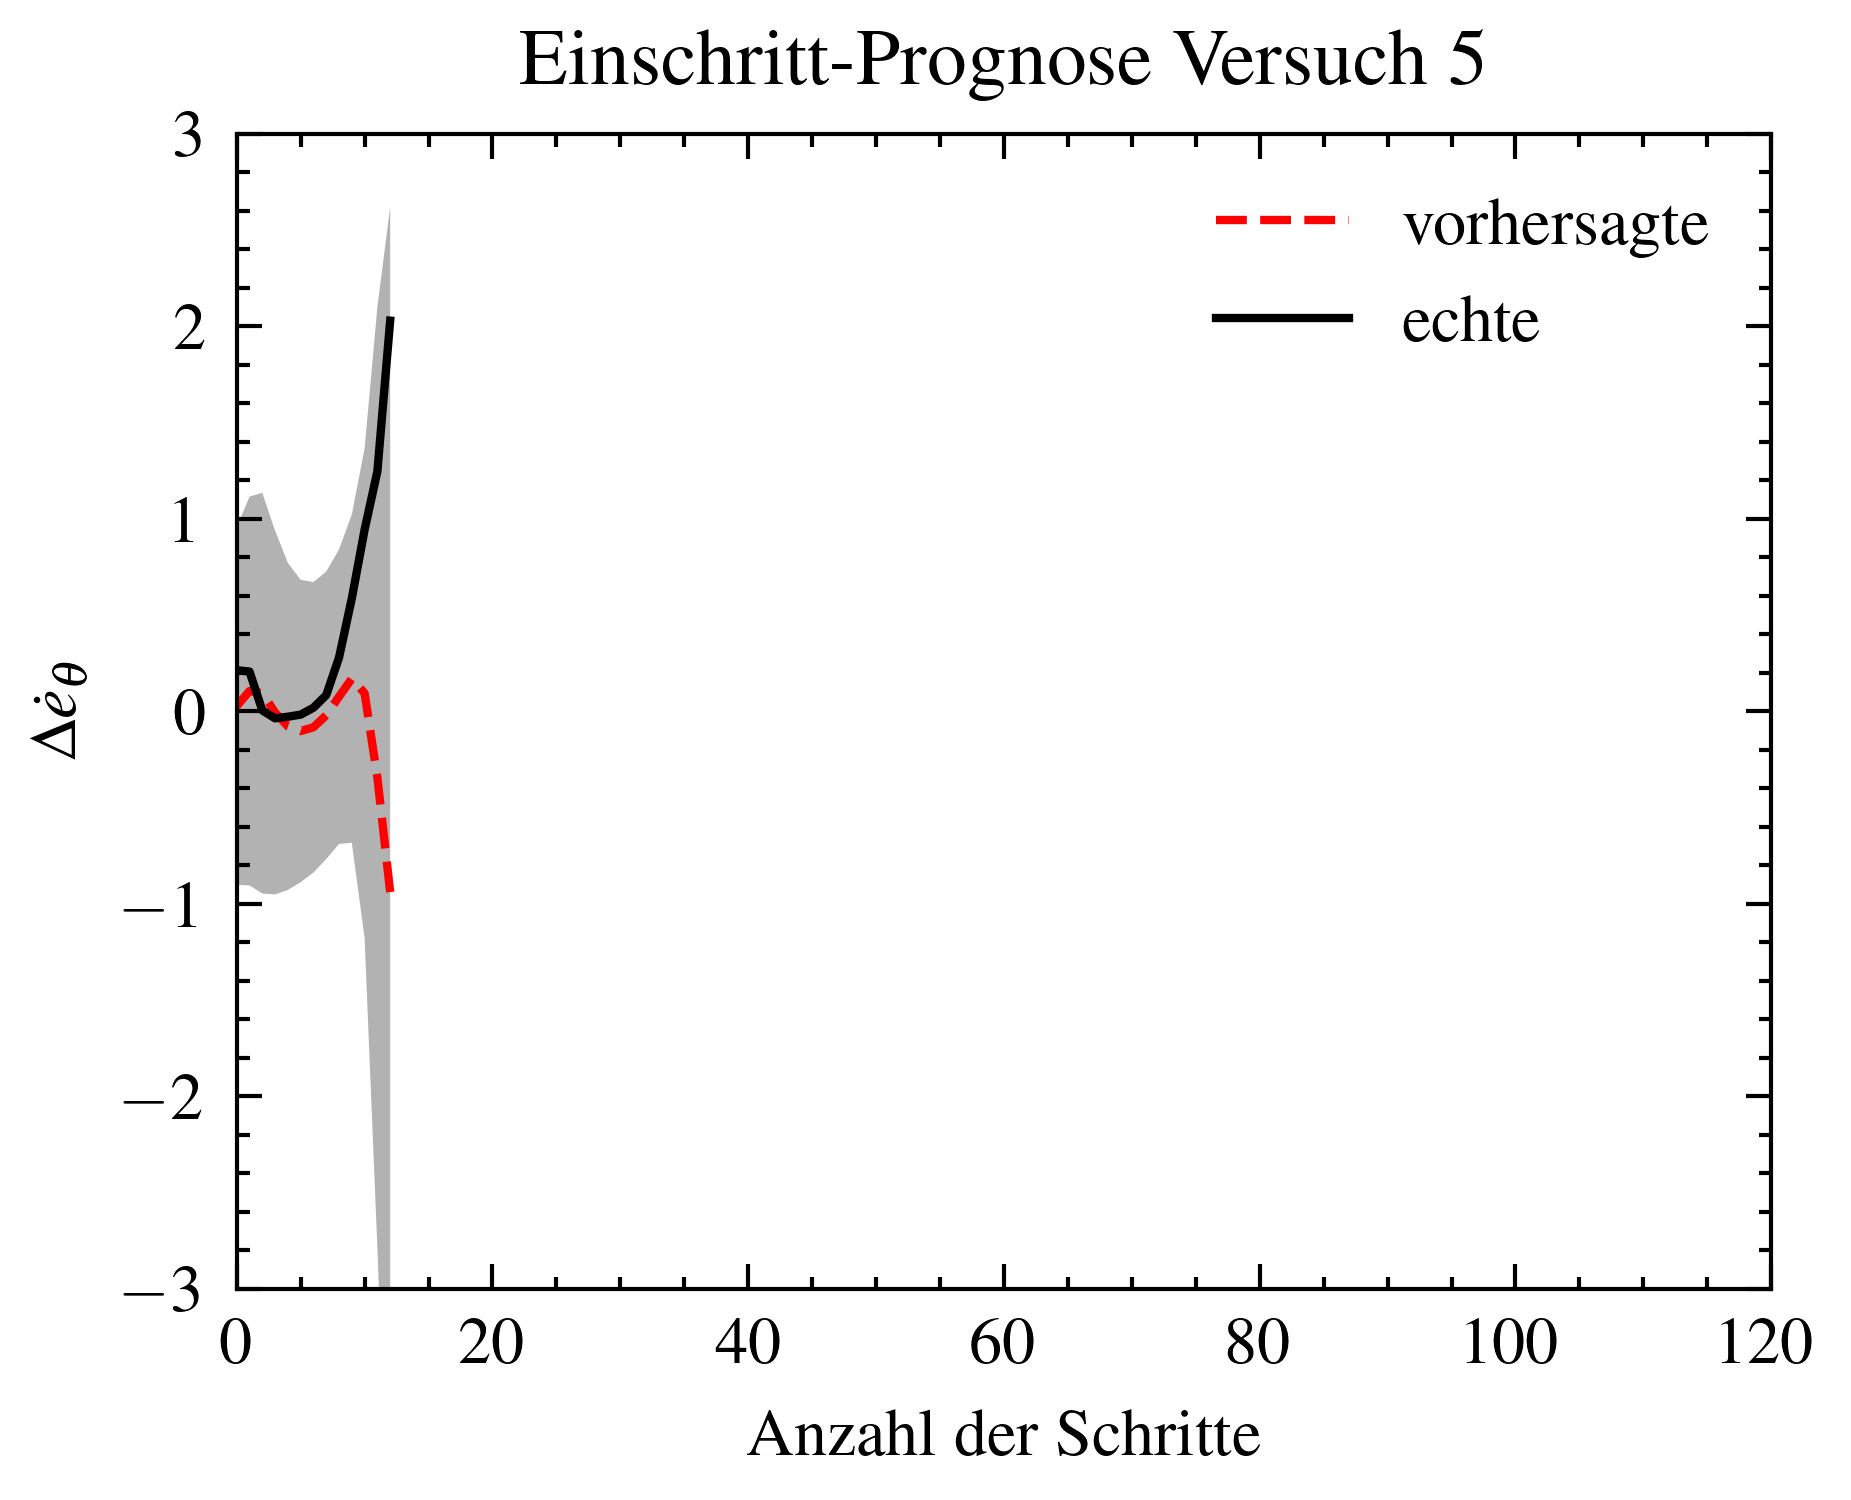 Einschritt-Prognose Versuch 5
3
2
1
0
−1
−2
−3
Δė_θ
vorhersagte
echte
0 20 40 60 80 100 120
Anzahl der Schritte